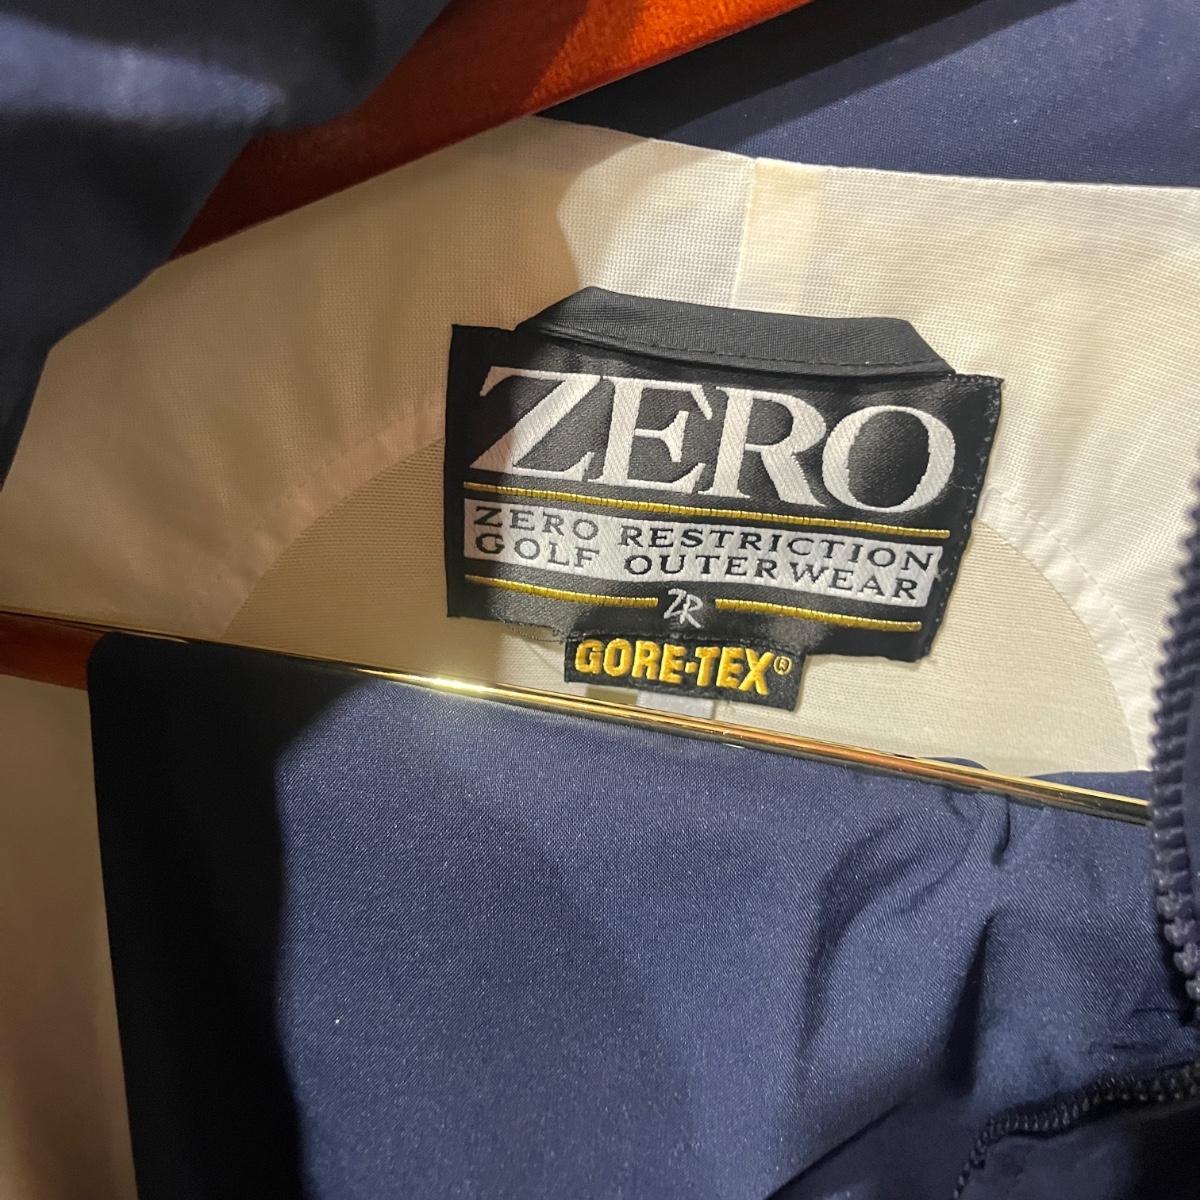 ZERO
ZERO RESTRICTION
GOLF OUTERWEAR
ZR
GORE-TEX®